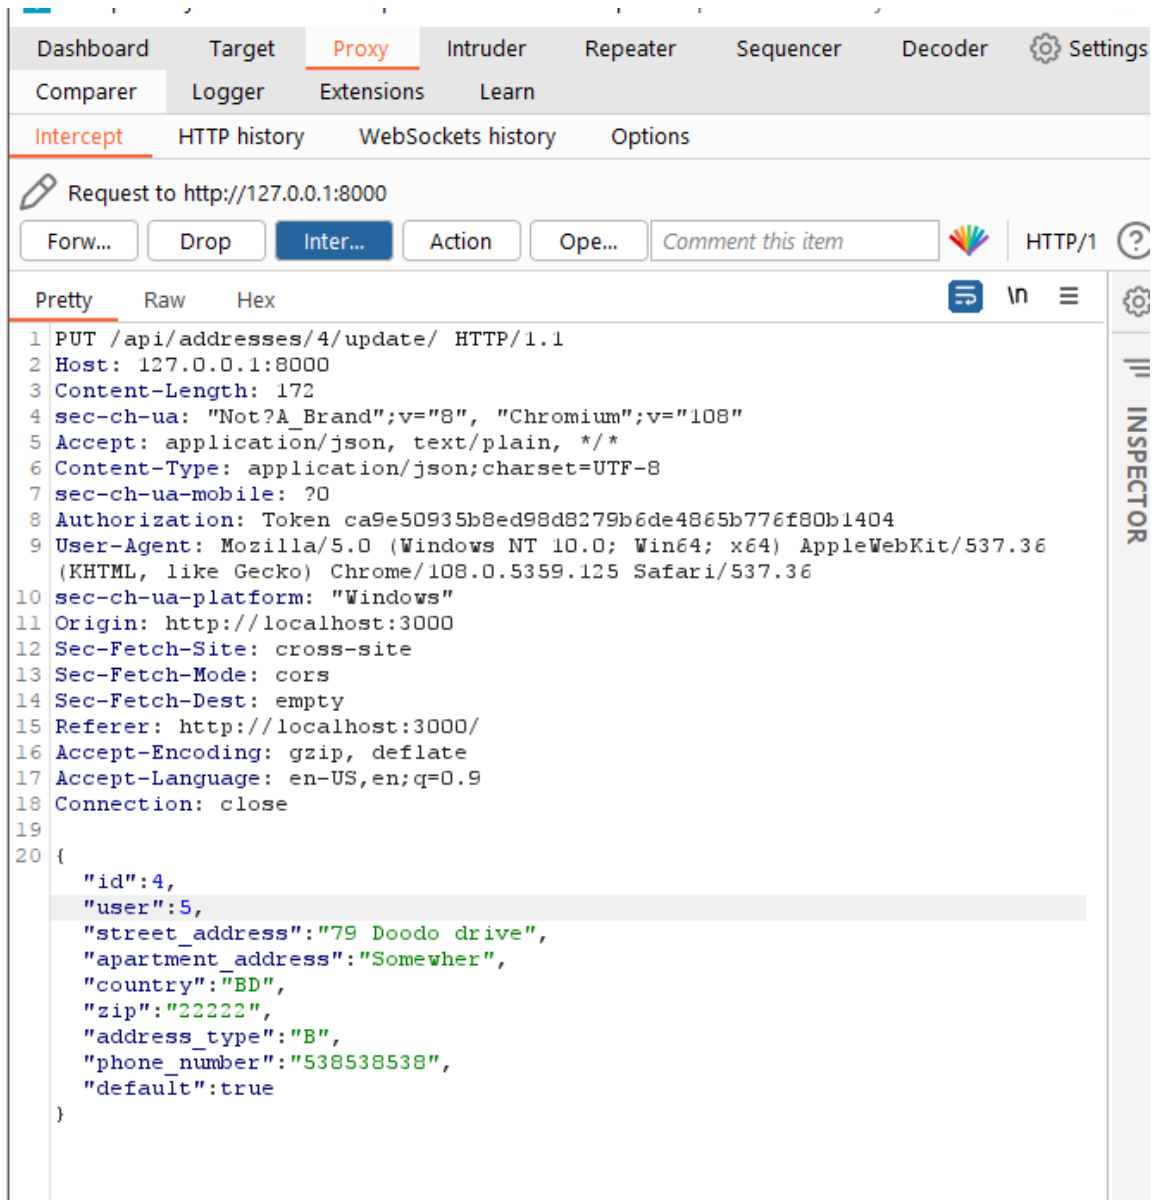 Dashboard Target Proxy Intruder Repeater Sequencer Decoder Settings
Comparer Logger Extensions Learn
Intercept HTTP history WebSockets history Options
Request to http://127.0.0.1:8000
Forw... Drop Inter... Action Ope... Comment this item HTTP/1 ?
Pretty Raw Hex \n
INSPECTOR
1 PUT /api/addresses/4/update/ HTTP/1.1
2 Host: 127.0.0.1:8000
3 Content-Length: 172
4 sec-ch-ua: "Not?A_Brand";v="8", "Chromium";v="108"
5 Accept: application/json, text/plain, */*
6 Content-Type: application/json;charset=UTF-8
7 sec-ch-ua-mobile: ?0
8 Authorization: Token ca9e50935b8ed98d8279b6de4865b776f80b1404
9 User-Agent: Mozilla/5.0 (Windows NT 10.0; Win64; x64) AppleWebKit/537.36
(KHTML, like Gecko) Chrome/108.0.5359.125 Safari/537.36
10 sec-ch-ua-platform: "Windows"
11 Origin: http://localhost:3000
12 Sec-Fetch-Site: cross-site
13 Sec-Fetch-Mode: cors
14 Sec-Fetch-Dest: empty
15 Referer: http://localhost:3000/
16 Accept-Encoding: gzip, deflate
17 Accept-Language: en-US,en;q=0.9
18 Connection: close
19
20 {
"id":4,
"user":5,
"street_address":"79 Doodo drive",
"apartment_address":"Somewher",
"country":"BD",
"zip":"22222",
"address_type":"B",
"phone_number":"538538538",
"default":true
}